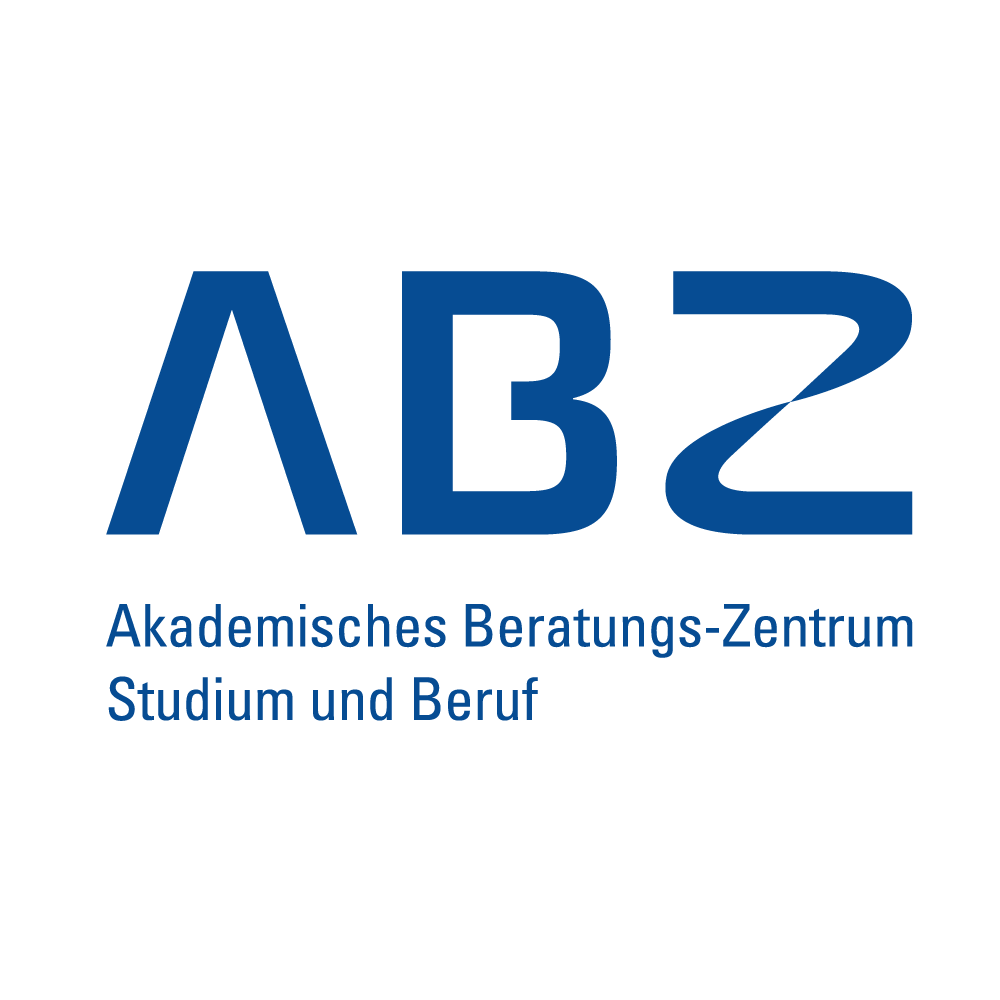 ABZ
Akademisches Beratungs-Zentrum
Studium und Beruf